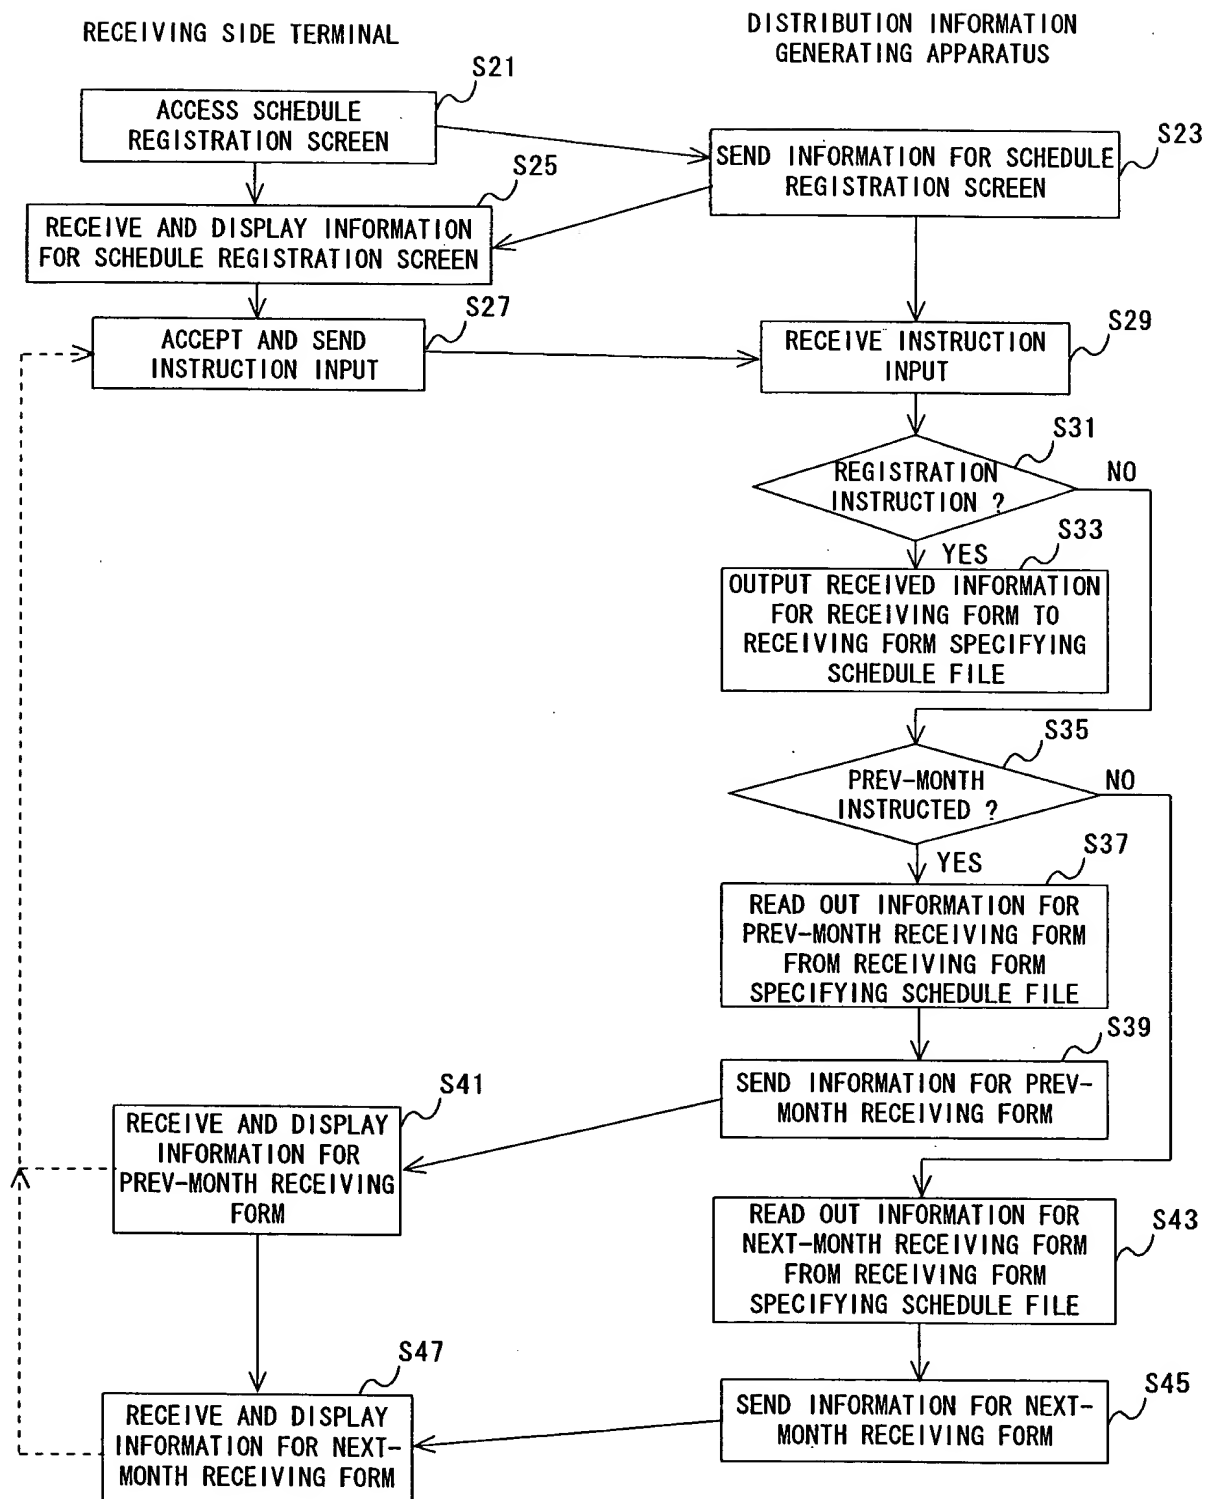 RECEIVING SIDE TERMINAL
DISTRIBUTION INFORMATION
GENERATING APPARATUS
S21
ACCESS SCHEDULE
REGISTRATION SCREEN
S23
SEND INFORMATION FOR SCHEDULE
REGISTRATION SCREEN
S25
RECEIVE AND DISPLAY INFORMATION
FOR SCHEDULE REGISTRATION SCREEN
S27
ACCEPT AND SEND
INSTRUCTION INPUT
S29
RECEIVE INSTRUCTION
INPUT
S31
REGISTRATION
INSTRUCTION ?
NO
YES
S33
OUTPUT RECEIVED INFORMATION
FOR RECEIVING FORM TO
RECEIVING FORM SPECIFYING
SCHEDULE FILE
S35
PREV-MONTH
INSTRUCTED ?
NO
YES
S37
READ OUT INFORMATION FOR
PREV-MONTH RECEIVING FORM
FROM RECEIVING FORM
SPECIFYING SCHEDULE FILE
S39
SEND INFORMATION FOR PREV-
MONTH RECEIVING FORM
S41
RECEIVE AND DISPLAY
INFORMATION FOR
PREV-MONTH RECEIVING
FORM
S43
READ OUT INFORMATION FOR
NEXT-MONTH RECEIVING FORM
FROM RECEIVING FORM
SPECIFYING SCHEDULE FILE
S45
SEND INFORMATION FOR NEXT-
MONTH RECEIVING FORM
S47
RECEIVE AND DISPLAY
INFORMATION FOR NEXT-
MONTH RECEIVING FORM